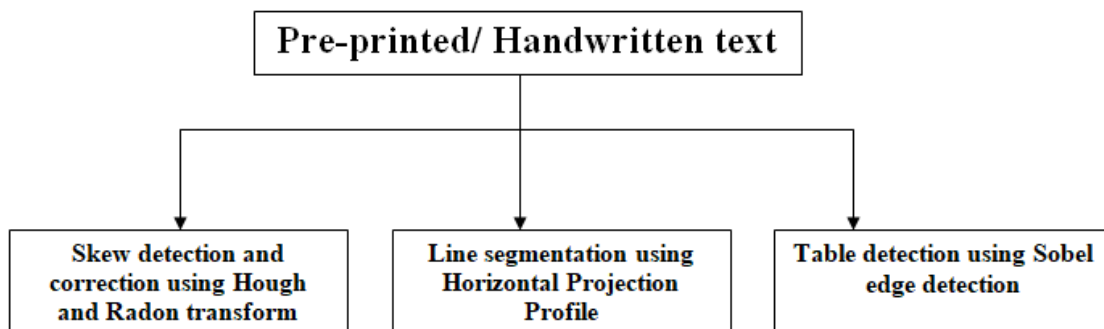 Pre-printed/ Handwritten text
Skew detection and
correction using Hough
and Radon transform
Line segmentation using
Horizontal Projection
Profile
Table detection using Sobel
edge detection